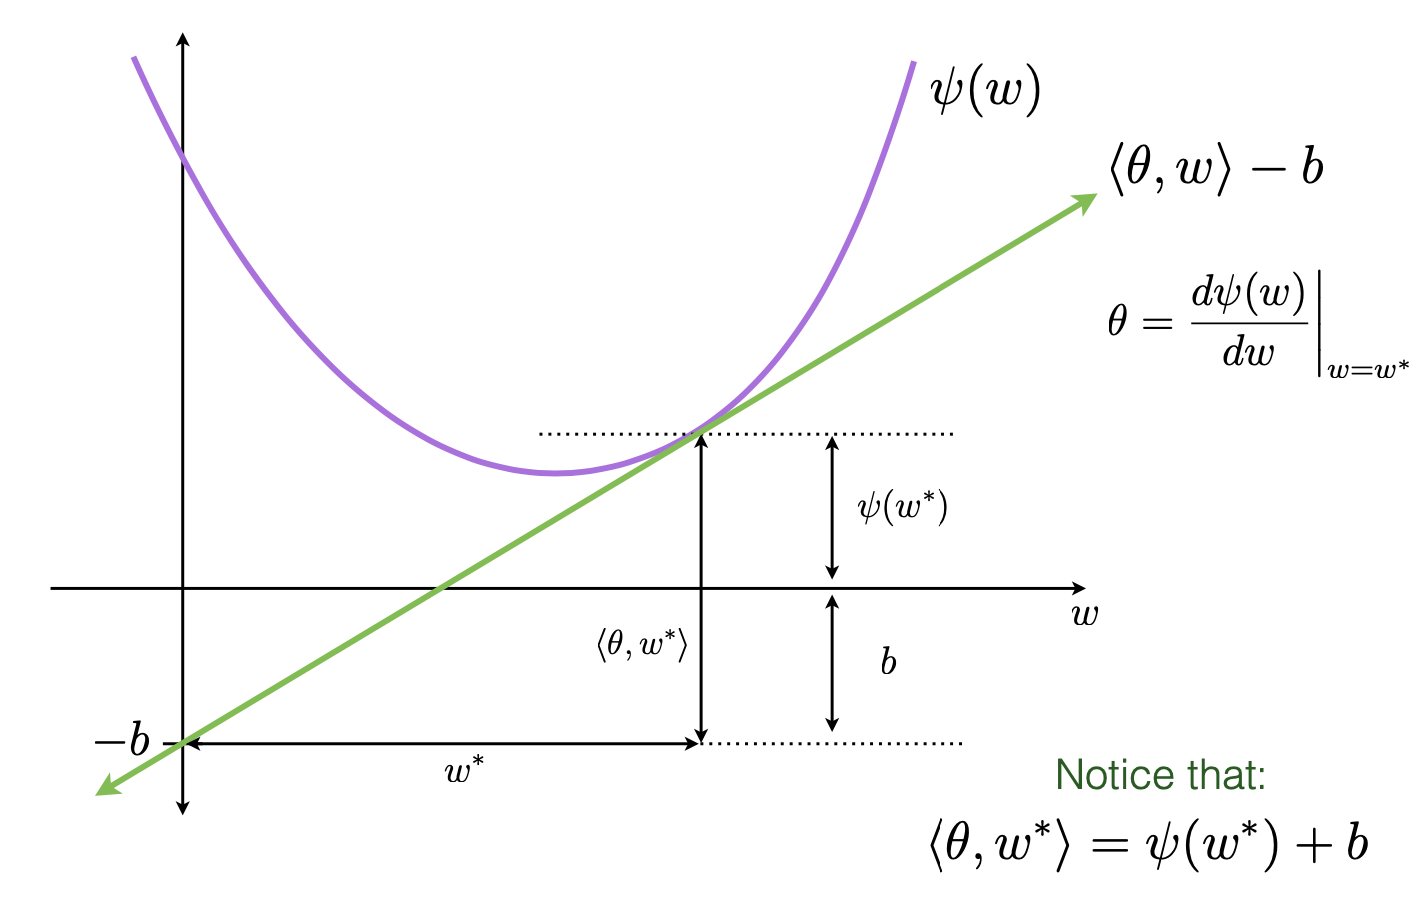 ψ(w)
⟨θ, w⟩ − b
θ = dψ(w)/dw |w=w*
ψ(w*)
w
⟨θ, w*⟩
b
−b
w*
Notice that:
⟨θ, w*⟩ = ψ(w*) + b